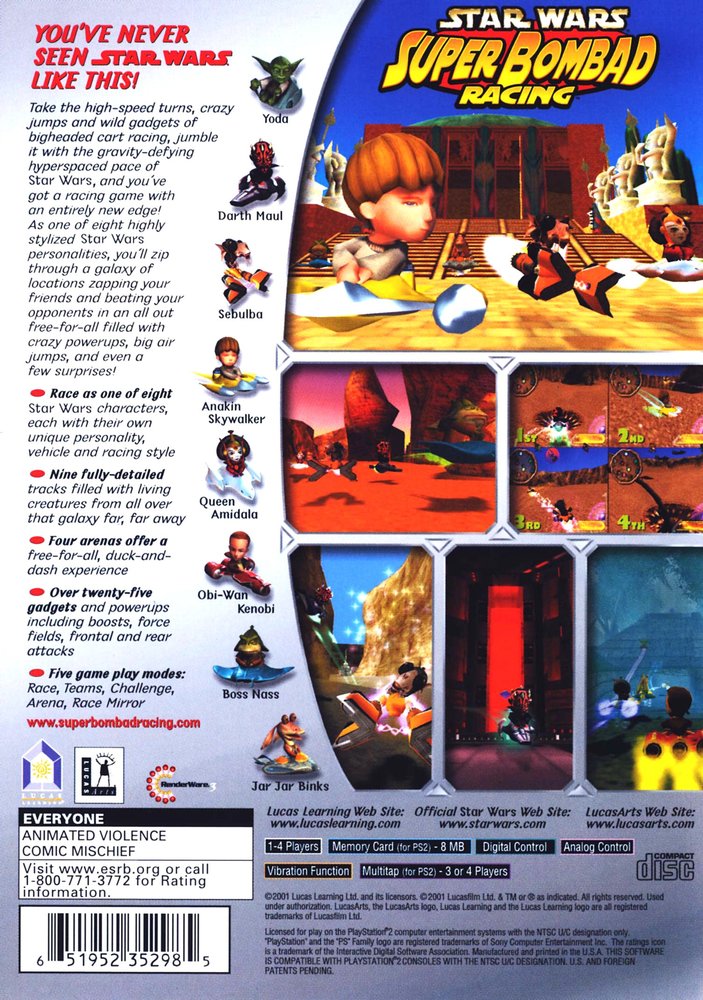 YOU'VE NEVER
SEEN STAR WARS
LIKE THIS!
Take the high-speed turns, crazy
jumps and wild gadgets of
bigheaded cart racing, jumble
it with the gravity-defying
hyperspaced pace of
Star Wars, and you've
got a racing game with
an entirely new edge!
As one of eight highly
stylized Star Wars
personalities, you'll zip
through a galaxy of
locations zapping your
friends and beating your
opponents in an all out
free-for-all filled with
crazy powerups, big air
jumps, and even a
few surprises!
Race as one of eight
Star Wars characters,
each with their own
unique personality,
vehicle and racing style
Nine fully-detailed
tracks filled with living
creatures from all over
that galaxy far, far away
Four arenas offer a
free-for-all, duck-and-
dash experience
Over twenty-five
gadgets and powerups
including boosts, force
fields, frontal and rear
attacks
Five game play modes:
Race, Teams, Challenge,
Arena, Race Mirror
www.superbombadracing.com
Yoda
Darth Maul
Sebulba
Anakin
Skywalker
Queen
Amidala
Obi-Wan
Kenobi
Boss Nass
Jar Jar Binks
STAR WARS
SUPER BOMBAD
RACING
1ST
2ND
3RD
4TH
LUCAS
LEARNING
LUCAS
Arts
RenderWare 3
EVERYONE
ANIMATED VIOLENCE
COMIC MISCHIEF
Visit www.esrb.org or call
1-800-771-3772 for Rating
information.
6 51952 35298 5
Lucas Learning Web Site:
www.lucaslearning.com
Official Star Wars Web Site:
www.starwars.com
LucasArts Web Site:
www.lucasarts.com
1-4 Players
Memory Card (for PS2) - 8 MB
Digital Control
Analog Control
Vibration Function
Multitap (for PS2) - 3 or 4 Players
COMPACT
disc
©2001 Lucas Learning Ltd. and its licensors. ©2001 Lucasfilm Ltd. & TM or ® as indicated. All rights reserved. Used
under authorization. LucasArts, the LucasArts logo, Lucas Learning and the Lucas Learning logo are all registered
trademarks of Lucasfilm Ltd.
Licensed for play on the PlayStation®2 computer entertainment systems with the NTSC U/C designation only.
"PlayStation" and the "PS" Family logo are registered trademarks of Sony Computer Entertainment Inc. The ratings icon
is a trademark of the Interactive Digital Software Association. Manufactured and printed in the U.S.A. THIS SOFTWARE
IS COMPATIBLE WITH PLAYSTATION®2 CONSOLES WITH THE NTSC U/C DESIGNATION. U.S. AND FOREIGN
PATENTS PENDING.